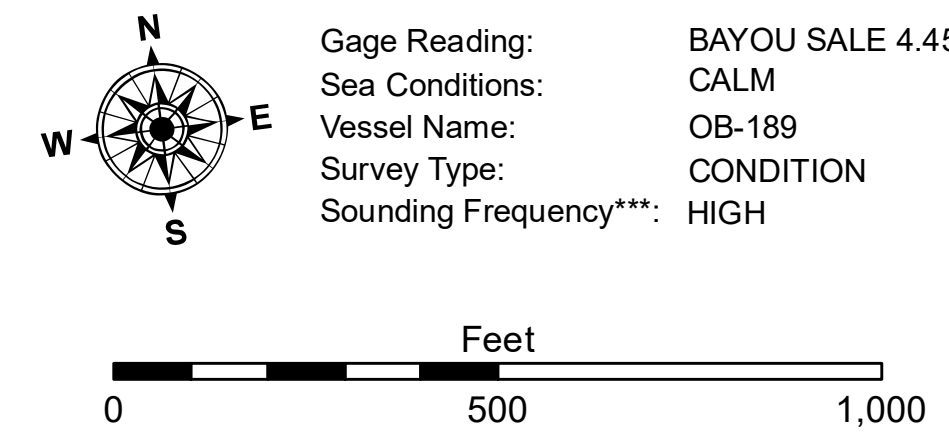 N
W E
S
Gage Reading: BAYOU SALE 4.45
Sea Conditions: CALM
Vessel Name: OB-189
Survey Type: CONDITION
Sounding Frequency***: HIGH
Feet
0 500 1,000